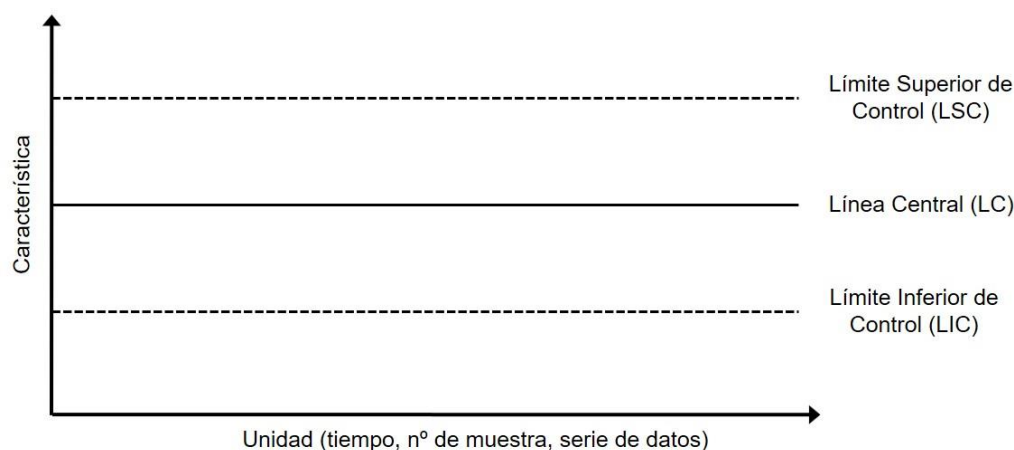 Límite Superior de
Control (LSC)
Característica
Línea Central (LC)
Límite Inferior de
Control (LIC)
Unidad (tiempo, nº de muestra, serie de datos)